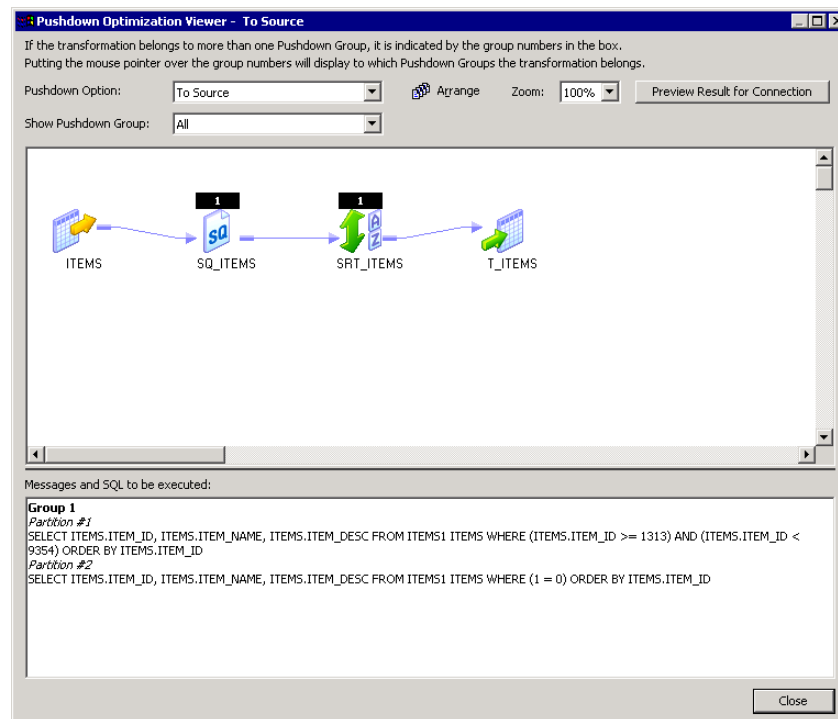 Pushdown Optimization Viewer - To Source
If the transformation belongs to more than one Pushdown Group, it is indicated by the group numbers in the box.
Putting the mouse pointer over the group numbers will display to which Pushdown Groups the transformation belongs.
Pushdown Option: To Source Arrange Zoom: 100% Preview Result for Connection
Show Pushdown Group: All
1 1
SQ A Z
ITEMS SQ_ITEMS SRT_ITEMS T_ITEMS
Messages and SQL to be executed:
Group 1
Partition #1
SELECT ITEMS.ITEM_ID, ITEMS.ITEM_NAME, ITEMS.ITEM_DESC FROM ITEMS1 ITEMS WHERE (ITEMS.ITEM_ID >= 1313) AND (ITEMS.ITEM_ID <
9354) ORDER BY ITEMS.ITEM_ID
Partition #2
SELECT ITEMS.ITEM_ID, ITEMS.ITEM_NAME, ITEMS.ITEM_DESC FROM ITEMS1 ITEMS WHERE (1 = 0) ORDER BY ITEMS.ITEM_ID
Close